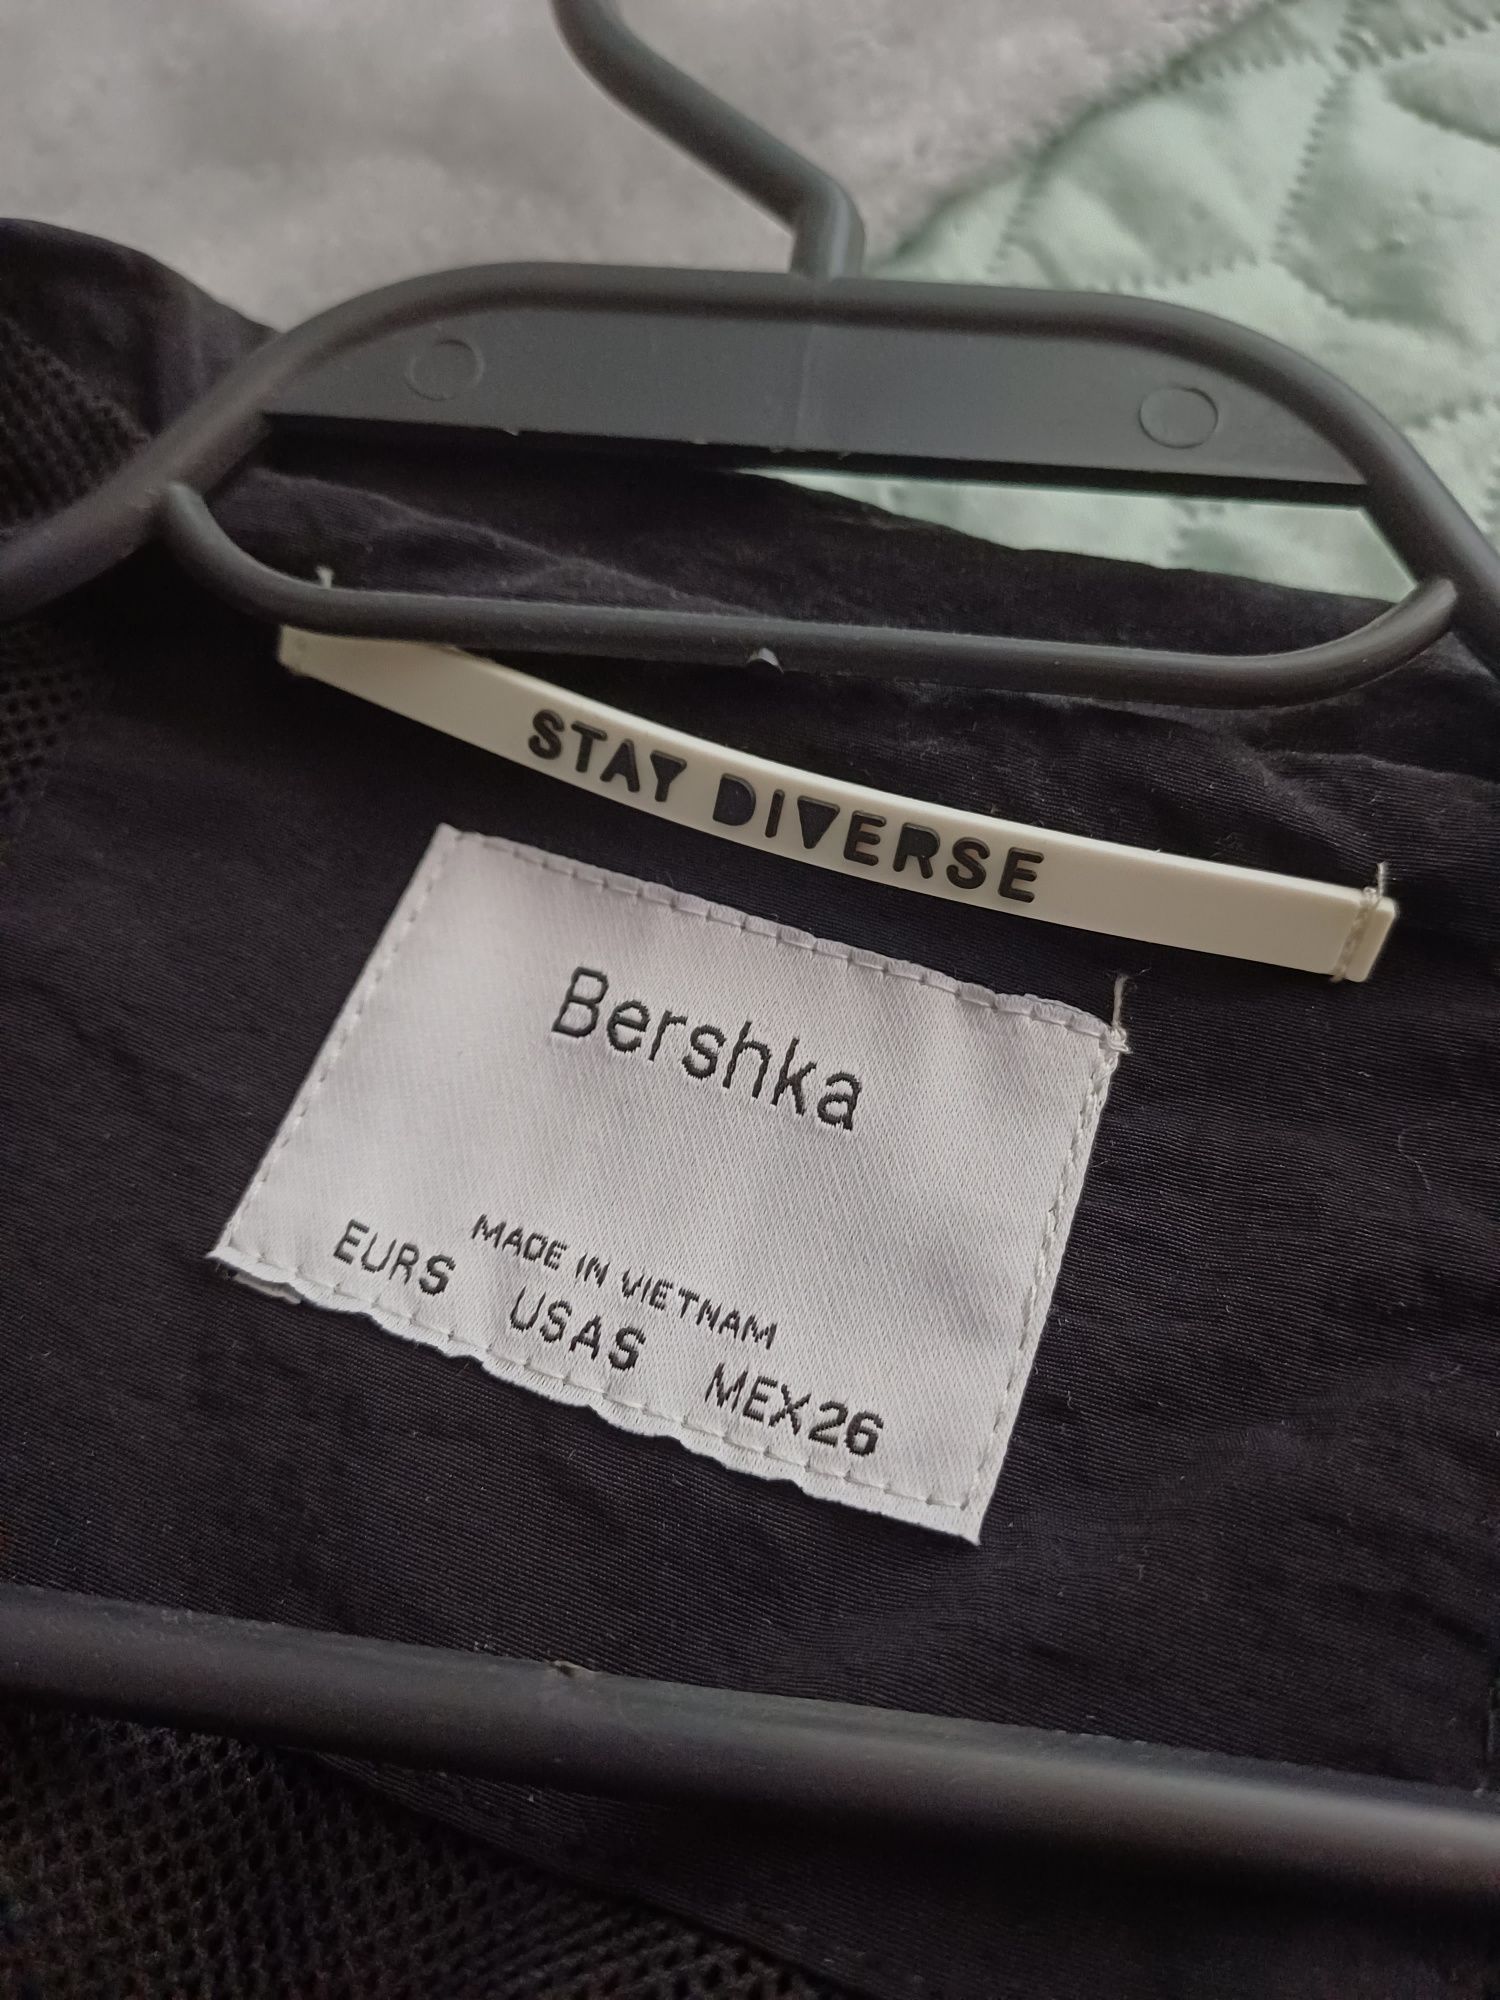 STAY DIVERSE
Bershka
MADE IN VIETNAM
EURS USAS MEX26